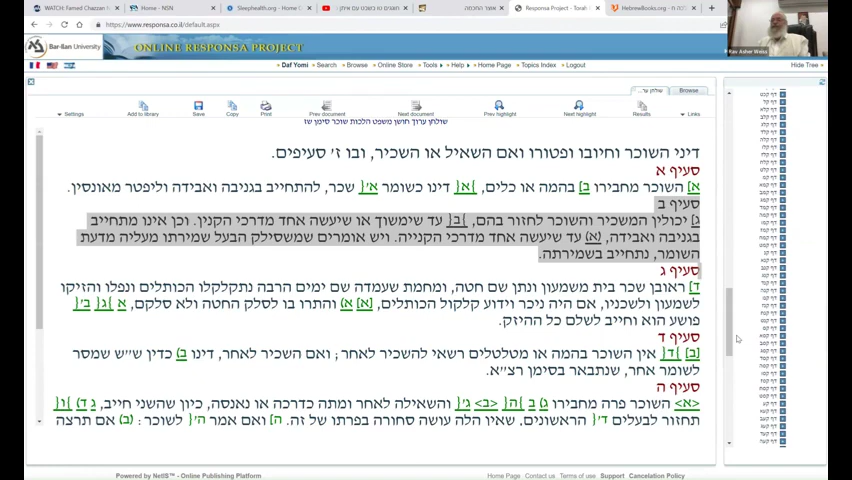 WATCH: Famed Chazzan N
Home - NSN
Sleephealth.org - Home C
אוצר החכמה
Responsa Project - Torah
HebrewBooks.org
https://www.responsa.co.il/default.aspx
Rav Asher Weiss
Bar-Ilan University
ONLINE RESPONSA PROJECT
Daf Yomi | Search | Browse | Online Store | Tools | Help | Home Page | Topics Index | Logout
Hide Tree
שולחן ער...
Browse
Settings
Add to library
Save
Copy
Print
Prev document
Next document
Prev highlight
Next highlight
Results
Links
שולחן ערוך חושן משפט הלכות שוכר סימן שז
דיני השוכר וחיובו ופטורו ואם השאיל או השכיר, ובו ז' סעיפים.
סעיף א
א] השוכר מחבירו ב] בהמה או כלים, }א{ דינו כשומר א'{ שכר, להתחייב בגניבה ואבידה וליפטר מאונסין.
סעיף ב
ג] יכולין המשכיר והשוכר לחזור בהם, }ב{ עד שימשוך או שיעשה אחד מדרכי הקנין. וכן אינו מתחייב
בגניבה ואבידה, (א) עד שיעשה אחד מדרכי הקנייה. ויש אומרים שמשסילק הבעל שמירתו מעליה מדעת
השומר, נתחייב בשמירתה.
סעיף ג
ד] ראובן שכר בית משמעון ונתן שם חטה, ומחמת שעמדה שם ימים הרבה נתקלקלו הכותלים ונפלו והזיקו
לשמעון ולשכניו, אם היה ניכר וידוע קלקול הכותלים, [א] א) והתרו בו לסלק החטה ולא סלקם, א }ג{ ב'{
פושע הוא וחייב לשלם כל ההיזק.
סעיף ד
[ב] }ד{ אין השוכר בהמה או מטלטלים רשאי להשכיר לאחר; ואם השכיר לאחר, דינו ב) כדין ש"ש שמסר
לשומר אחר, שנתבאר בסימן רצ"א.
סעיף ה
<א> השוכר פרה מחבירו ג) ב }ה{ <ב> ג'{ והשאילה לאחר ומתה כדרכה או נאנסה, כיון שהשני חייב, ג ד) }ו{
תחזור לבעלים ד'{ הראשונים, שאין הלה עושה סחורה בפרתו של זה. ה] ואם אמר ה'{ לשוכר: (ב) אם תרצה
Powered by NetIS™ - Online Publishing Platform
Home Page Contact us Terms of use Support Cancelation Policy